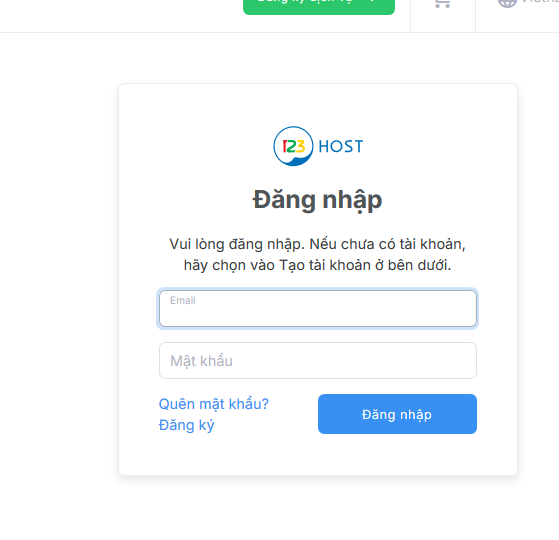 123 HOST
Đăng nhập
Vui lòng đăng nhập. Nếu chưa có tài khoản,
hãy chọn vào Tạo tài khoản ở bên dưới.
Email
Mật khẩu
Quên mật khẩu?
Đăng ký
Đăng nhập